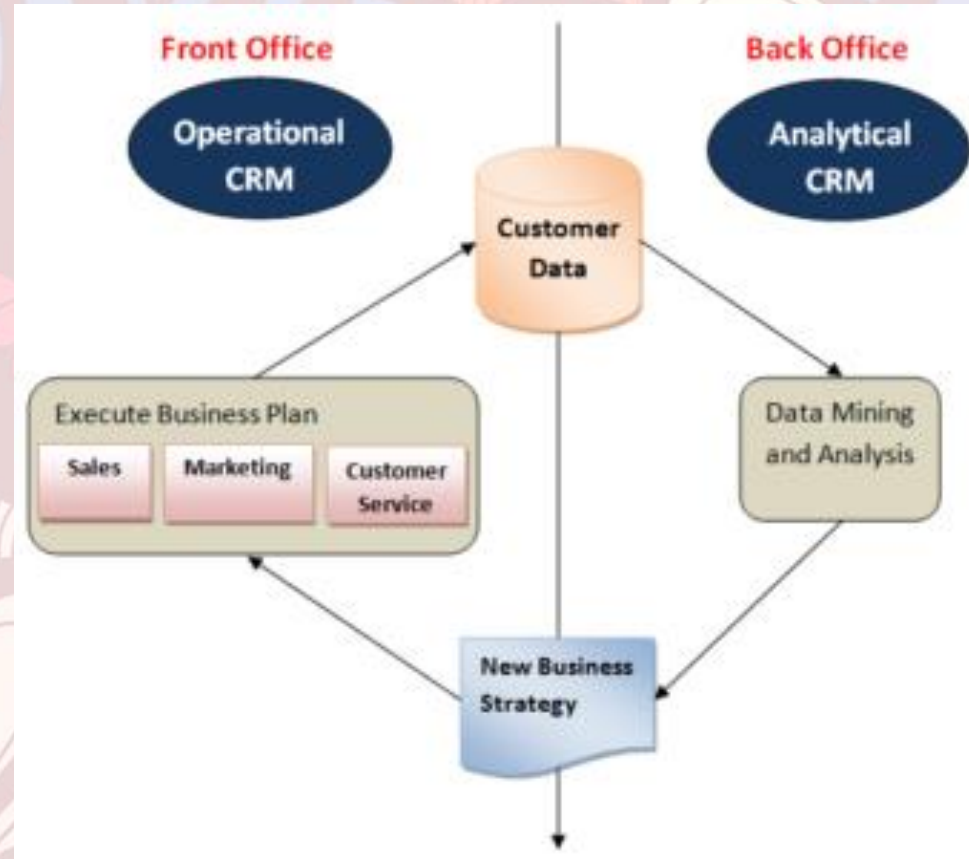 Front Office
Back Office
Operational
CRM
Analytical
CRM
Customer
Data
Execute Business Plan
Sales
Marketing
Customer
Service
Data Mining
and Analysis
New Business
Strategy